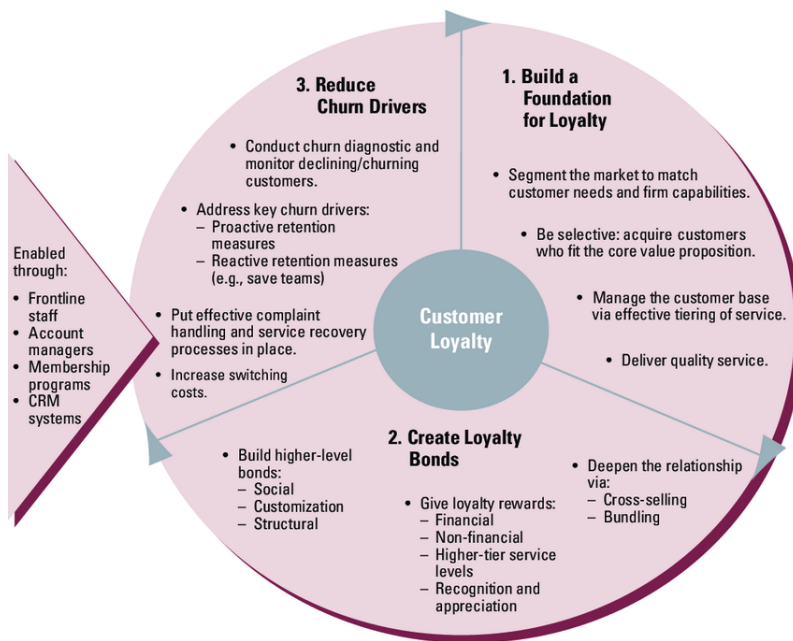 3. Reduce
Churn Drivers
• Conduct churn diagnostic and
monitor declining/churning
customers.
• Address key churn drivers:
– Proactive retention
measures
– Reactive retention measures
(e.g., save teams)
• Put effective complaint
handling and service recovery
processes in place.
• Increase switching
costs.
1. Build a
Foundation
for Loyalty
• Segment the market to match
customer needs and firm capabilities.
• Be selective: acquire customers
who fit the core value proposition.
• Manage the customer base
via effective tiering of service.
• Deliver quality service.
Enabled
through:
• Frontline
staff
• Account
managers
• Membership
programs
• CRM
systems
Customer
Loyalty
2. Create Loyalty
Bonds
• Build higher-level
bonds:
– Social
– Customization
– Structural
• Give loyalty rewards:
– Financial
– Non-financial
– Higher-tier service
levels
– Recognition and
appreciation
• Deepen the relationship
via:
– Cross-selling
– Bundling